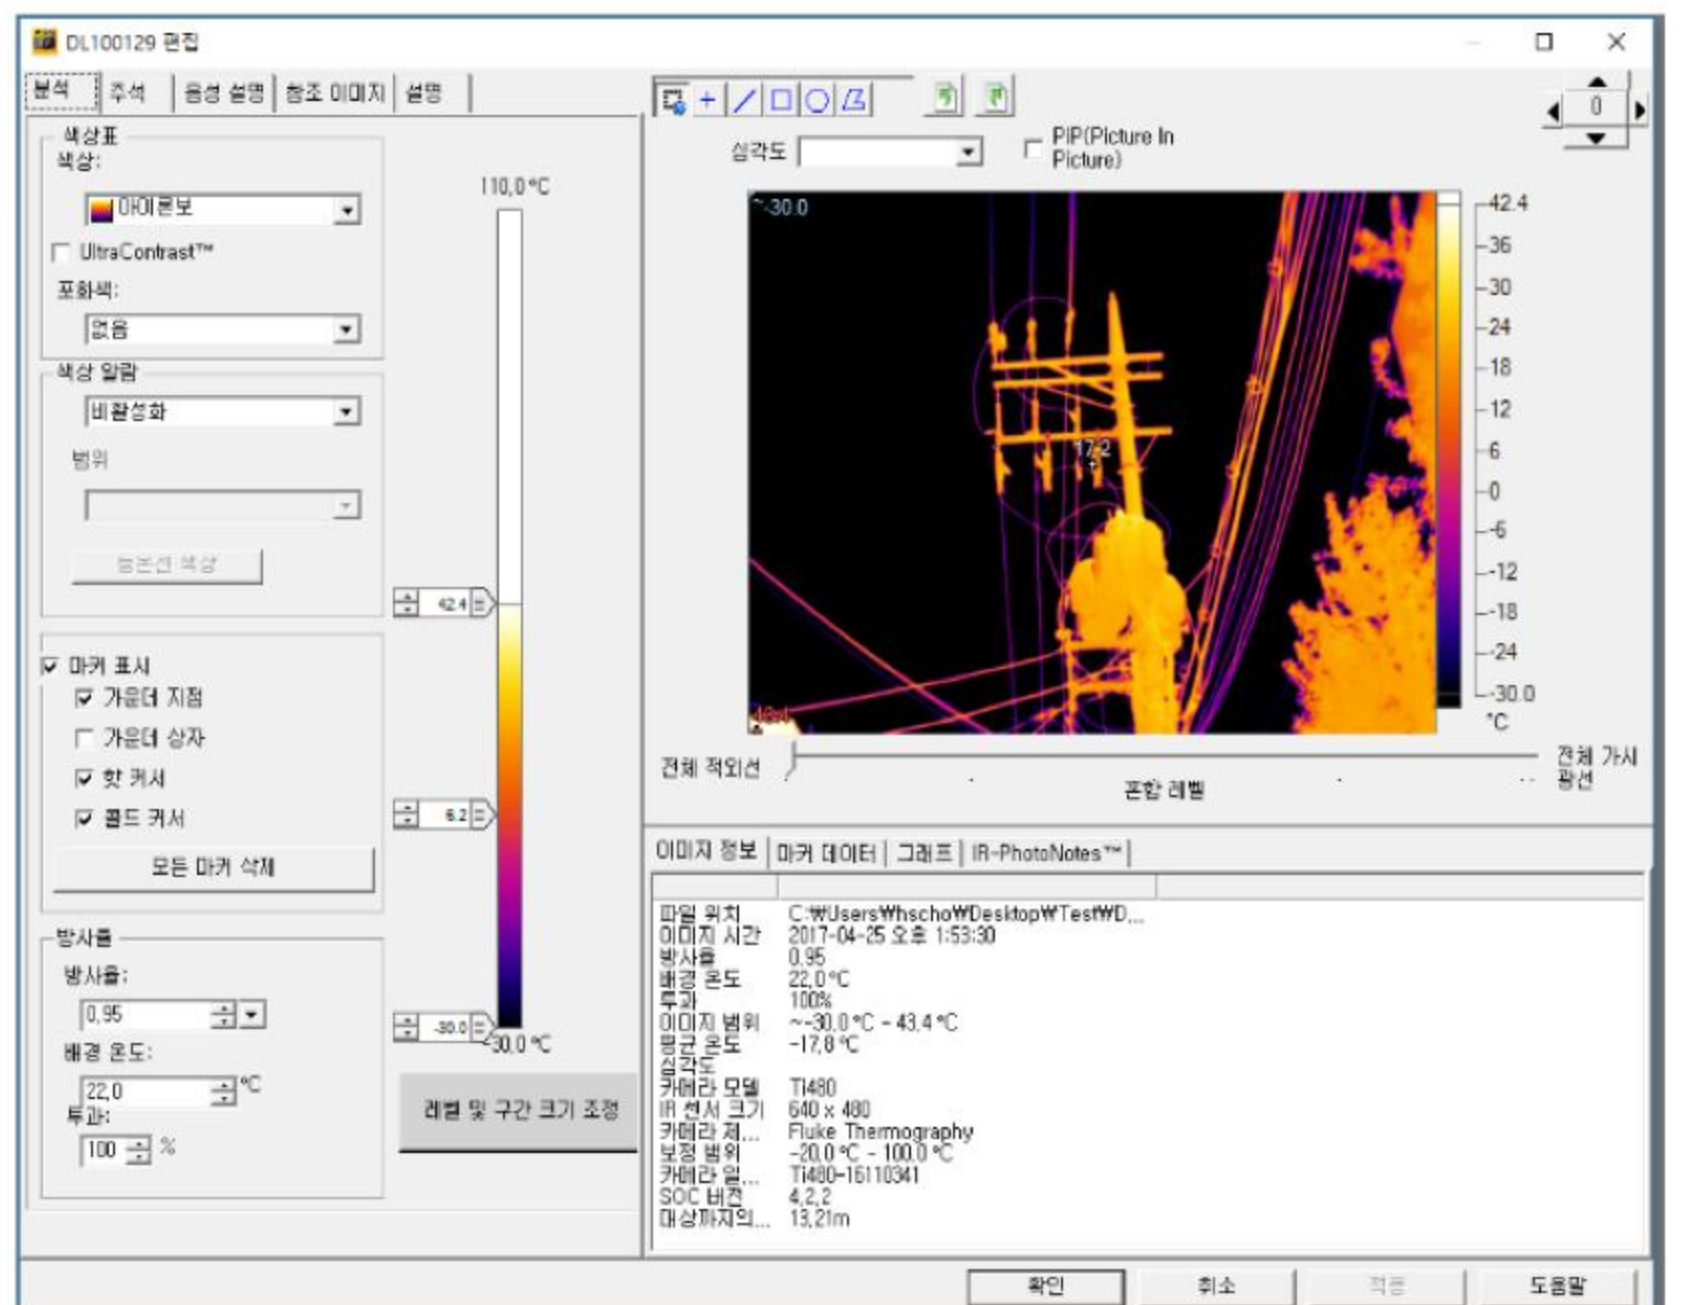 DL100129 편집
분석 주석 음성 설명 참조 이미지 설명
색상표
색상:
아이론보
UltraContrast™
포화색:
없음
색상 알람
비활성화
범위
등온선 색상
마커 표시
가운데 지점
가운데 상자
핫 커서
콜드 커서
모든 마커 삭제
방사율
방사율:
0,95
배경 온도:
22,0 °C
투과:
100 %
110,0 °C
42.4
6.2
-30.0
-30,0 °C
레벨 및 구간 크기 조정
0
심각도
PiP(Picture In
Picture)
~-30.0
17.2
42.4
36
30
24
18
12
6
0
-6
-12
-18
-24
-30.0
°C
전체 적외선
혼합 레벨
전체 가시
광선
이미지 정보 마커 데이터 그래프 IR-PhotoNotes™
파일 위치 C:₩Users₩hscho₩Desktop₩Test₩D...
이미지 시간 2017-04-25 오후 1:53:30
방사율 0,95
배경 온도 22,0 °C
투과 100%
이미지 범위 ~-30,0 °C - 43,4 °C
평균 온도 -17,8 °C
심각도
카메라 모델 Ti480
IR 센서 크기 640 x 480
카메라 제... Fluke Thermography
보정 범위 -20,0 °C - 100,0 °C
카메라 일... Ti480-16110341
SOC 버전 4,2,2
대상까지의... 13,21m
확인 취소 적용 도움말